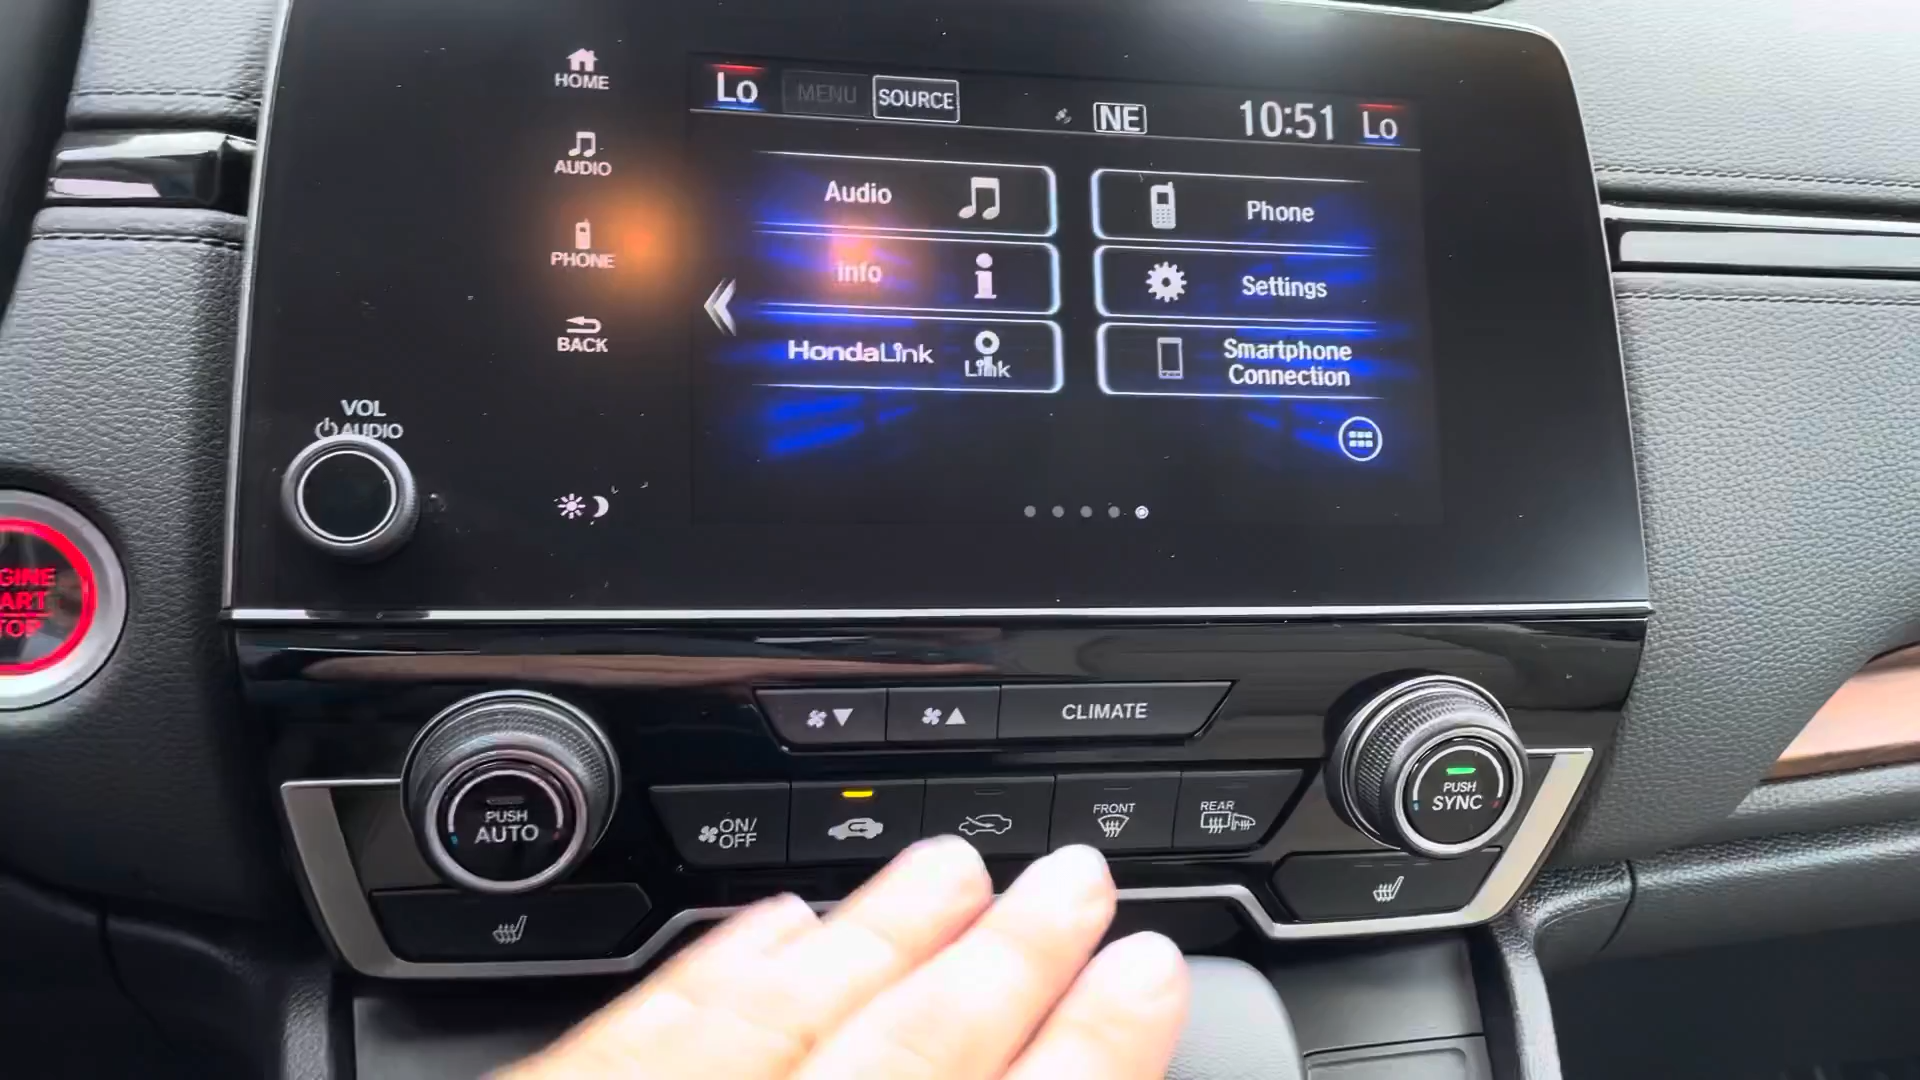 HOME
AUDIO
PHONE
BACK
VOL
AUDIO
Lo
MENU
SOURCE
NE
10:51
Lo
Audio
Phone
Info
Settings
HondaLink
Link
Smartphone
Connection
GINE
ART
TOP
CLIMATE
PUSH
AUTO
ON/
OFF
FRONT
REAR
PUSH
SYNC